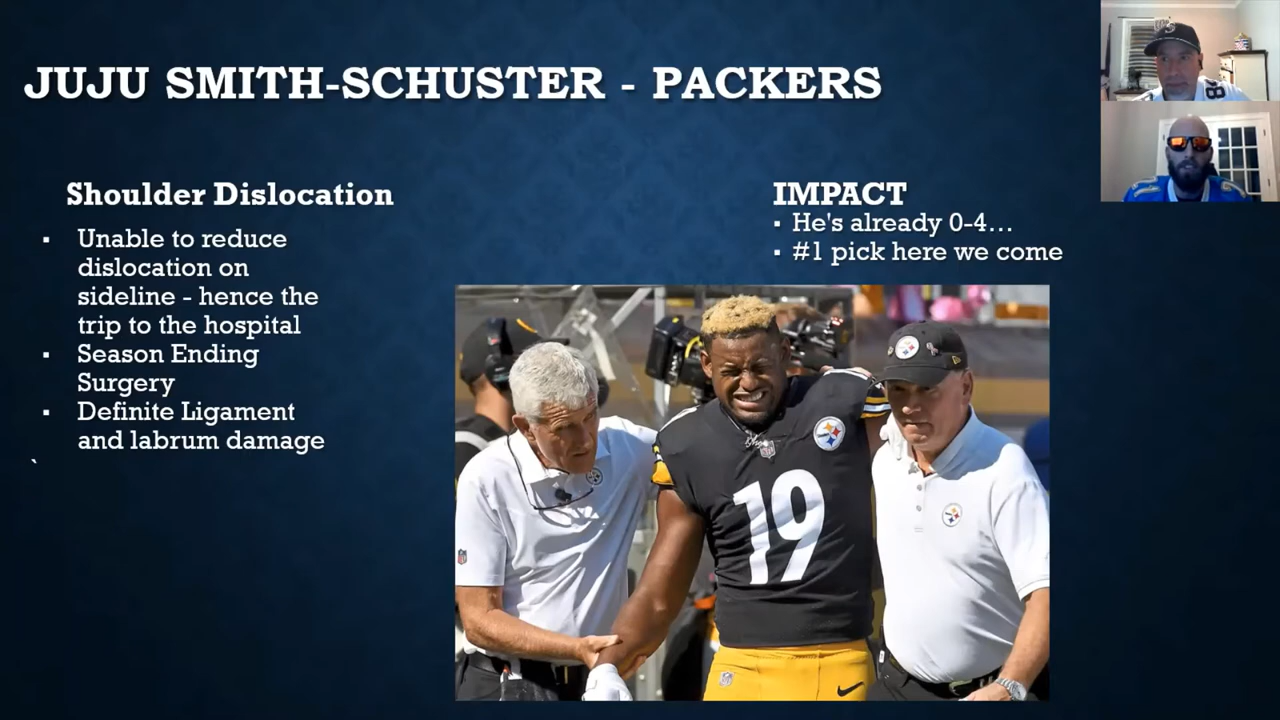 JUJU SMITH-SCHUSTER - PACKERS
Shoulder Dislocation
▪ Unable to reduce
dislocation on
sideline - hence the
trip to the hospital
▪ Season Ending
Surgery
▪ Definite Ligament
and labrum damage
`
IMPACT
▪ He's already 0-4...
▪ #1 pick here we come
19